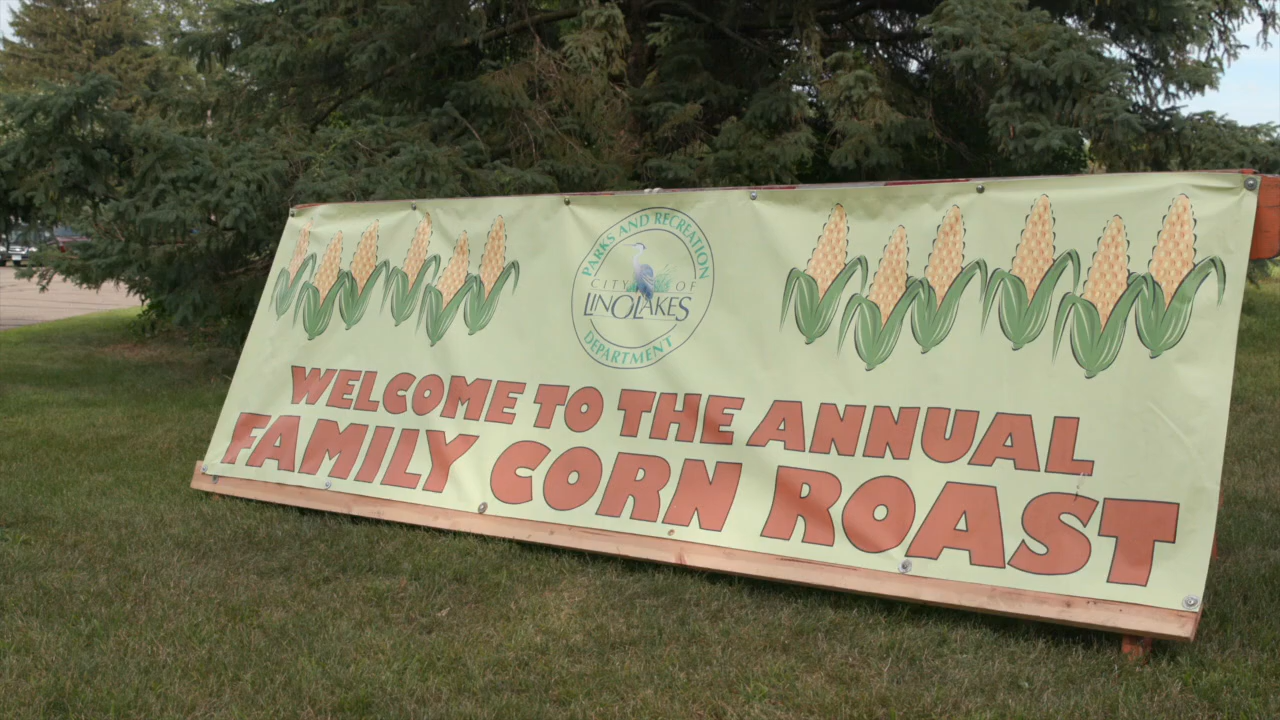 PARKS AND RECREATION
CITY OF
LINO LAKES
DEPARTMENT
WELCOME TO THE ANNUAL
FAMILY CORN ROAST